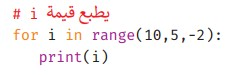 # i يطبع قيمة
for i in range(10,5,-2):
    print(i)